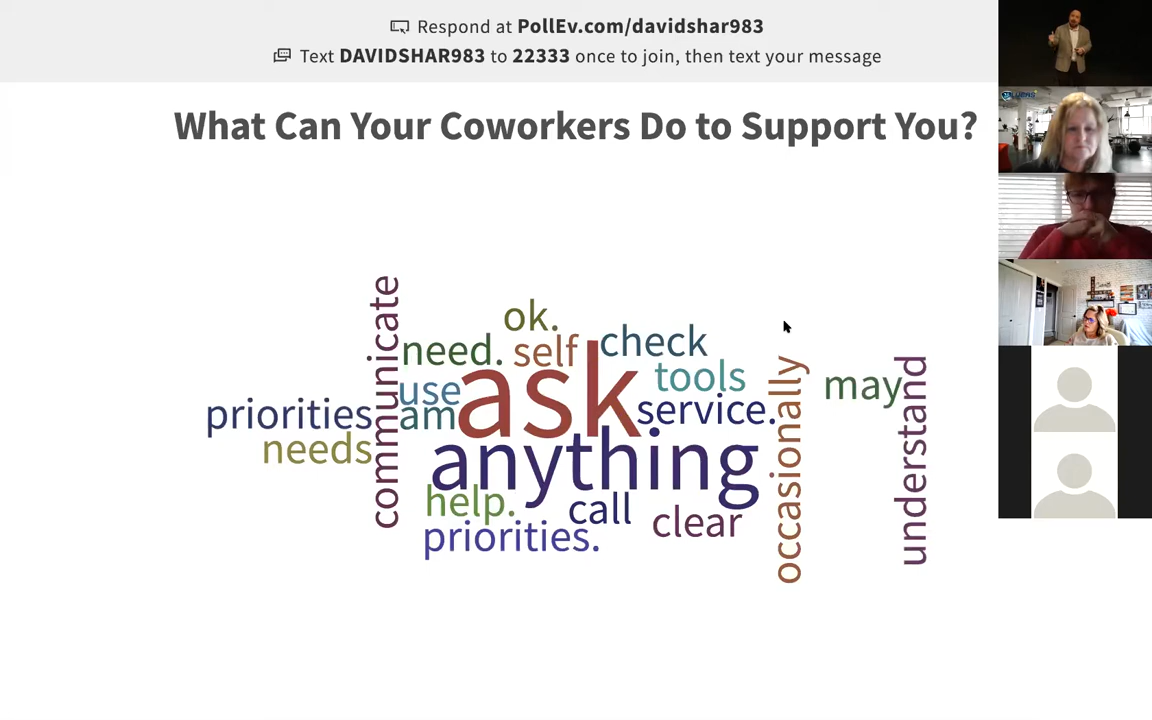 Respond at PollEv.com/davidshar983
Text DAVIDSHAR983 to 22333 once to join, then text your message
What Can Your Coworkers Do to Support You?
communicate
ok.
need. self check
use ask tools may
priorities am service.
needs anything
occasionally
understand
help. call clear
priorities.